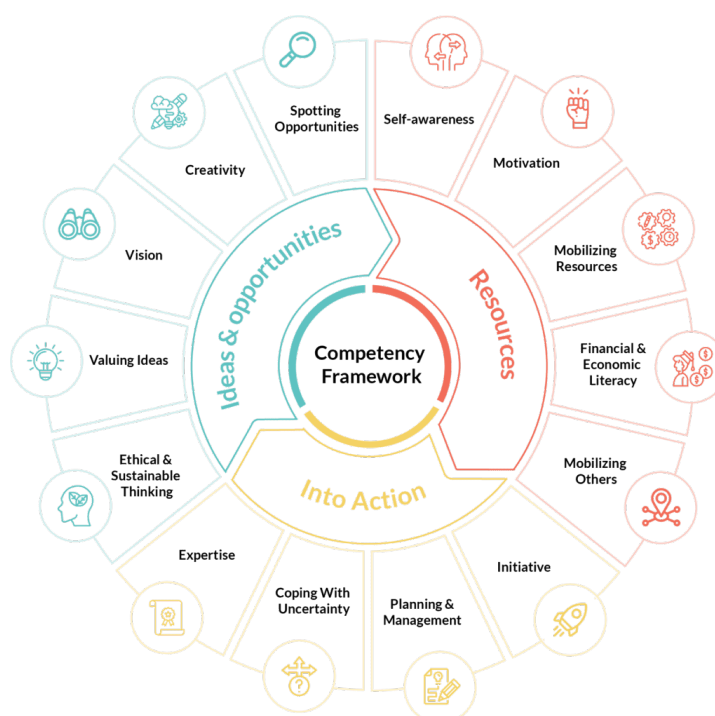 Competency
Framework
Ideas & opportunities
Resources
Into Action
Spotting
Opportunities
Self-awareness
Motivation
Mobilizing
Resources
Financial &
Economic
Literacy
Mobilizing
Others
Initiative
Planning &
Management
Coping With
Uncertainty
Expertise
Ethical &
Sustainable
Thinking
Valuing Ideas
Vision
Creativity